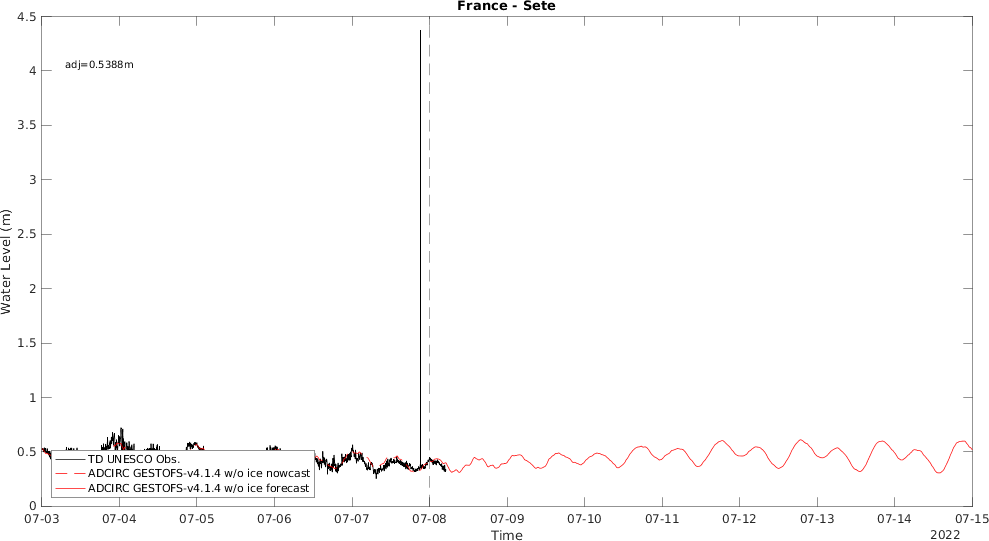 France - Sete
4.5
4
3.5
3
2.5
2
1.5
1
0.5
0
Water Level (m)
adj=0.5388m
TD UNESCO Obs.
ADCIRC GESTOFS-v4.1.4 w/o ice nowcast
ADCIRC GESTOFS-v4.1.4 w/o ice forecast
07-03 07-04 07-05 07-06 07-07 07-08 07-09 07-10 07-11 07-12 07-13 07-14 07-15
Time
2022